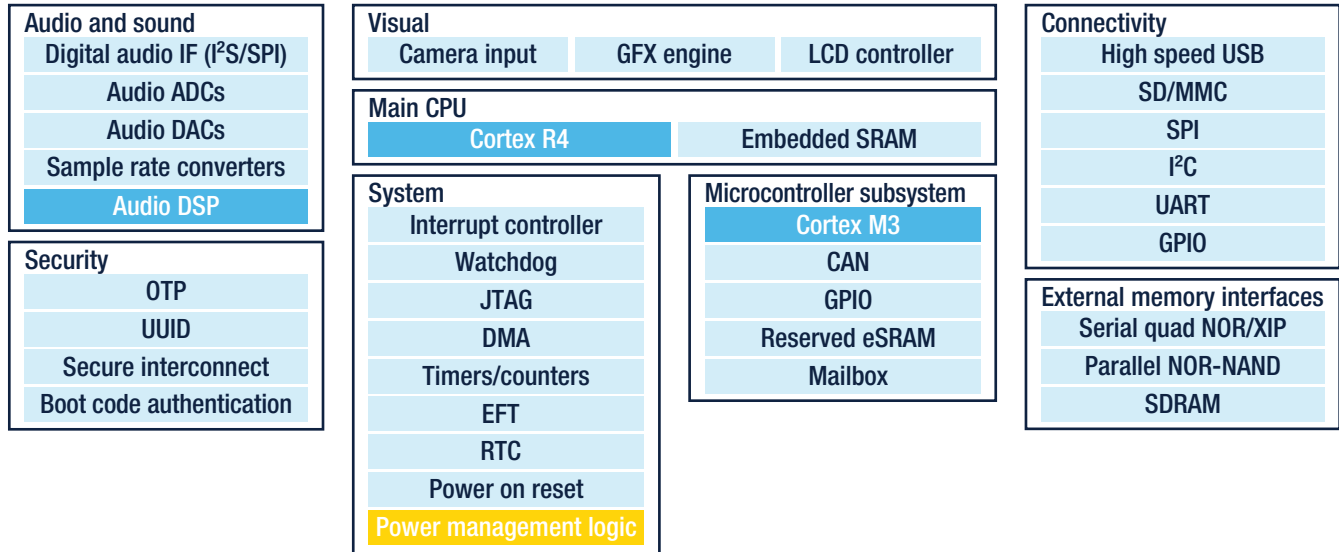 Audio and sound
Digital audio IF (I²S/SPI)
Audio ADCs
Audio DACs
Sample rate converters
Audio DSP
Security
OTP
UUID
Secure interconnect
Boot code authentication
Visual
Camera input
GFX engine
LCD controller
Main CPU
Cortex R4
Embedded SRAM
System
Interrupt controller
Watchdog
JTAG
DMA
Timers/counters
EFT
RTC
Power on reset
Power management logic
Microcontroller subsystem
Cortex M3
CAN
GPIO
Reserved eSRAM
Mailbox
Connectivity
High speed USB
SD/MMC
SPI
I²C
UART
GPIO
External memory interfaces
Serial quad NOR/XIP
Parallel NOR-NAND
SDRAM